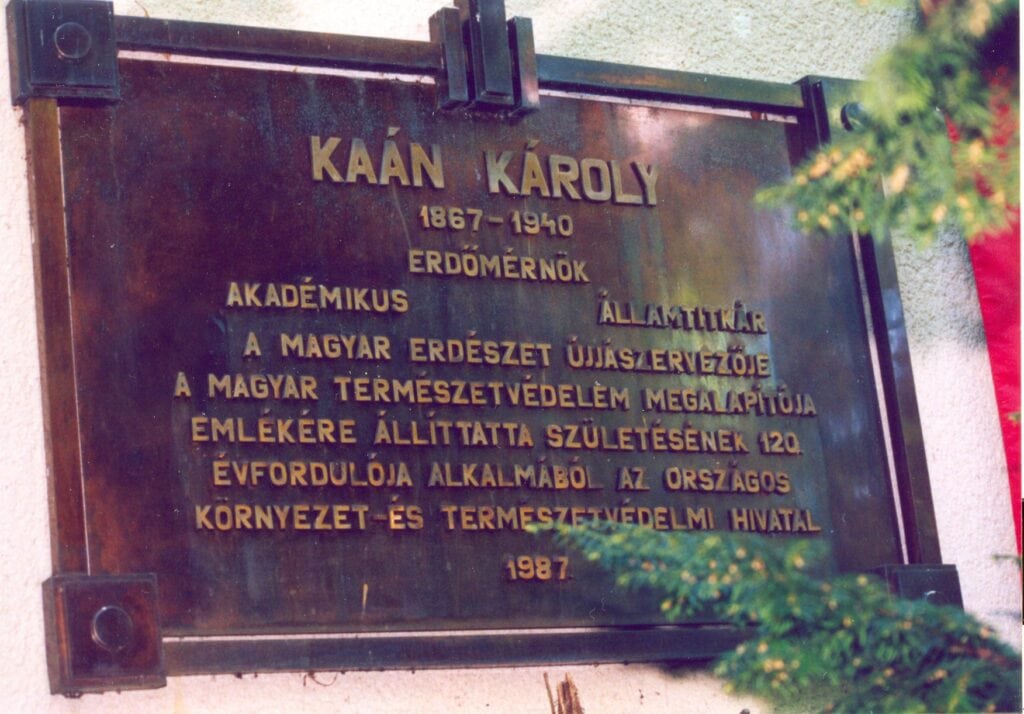 KAÁN KÁROLY
1867-1940
ERDŐMÉRNÖK
AKADÉMIKUS ÁLLAMTITKÁR
A MAGYAR ERDÉSZET ÚJJÁSZERVEZŐJE
A MAGYAR TERMÉSZETVÉDELEM MEGALAPÍTÓJA
EMLÉKÉRE ÁLLÍTTATTA SZÜLETÉSÉNEK 120.
ÉVFORDULÓJA ALKALMÁBÓL AZ ORSZÁGOS
KÖRNYEZET-ÉS TERMÉSZETVÉDELMI HIVATAL
1987.